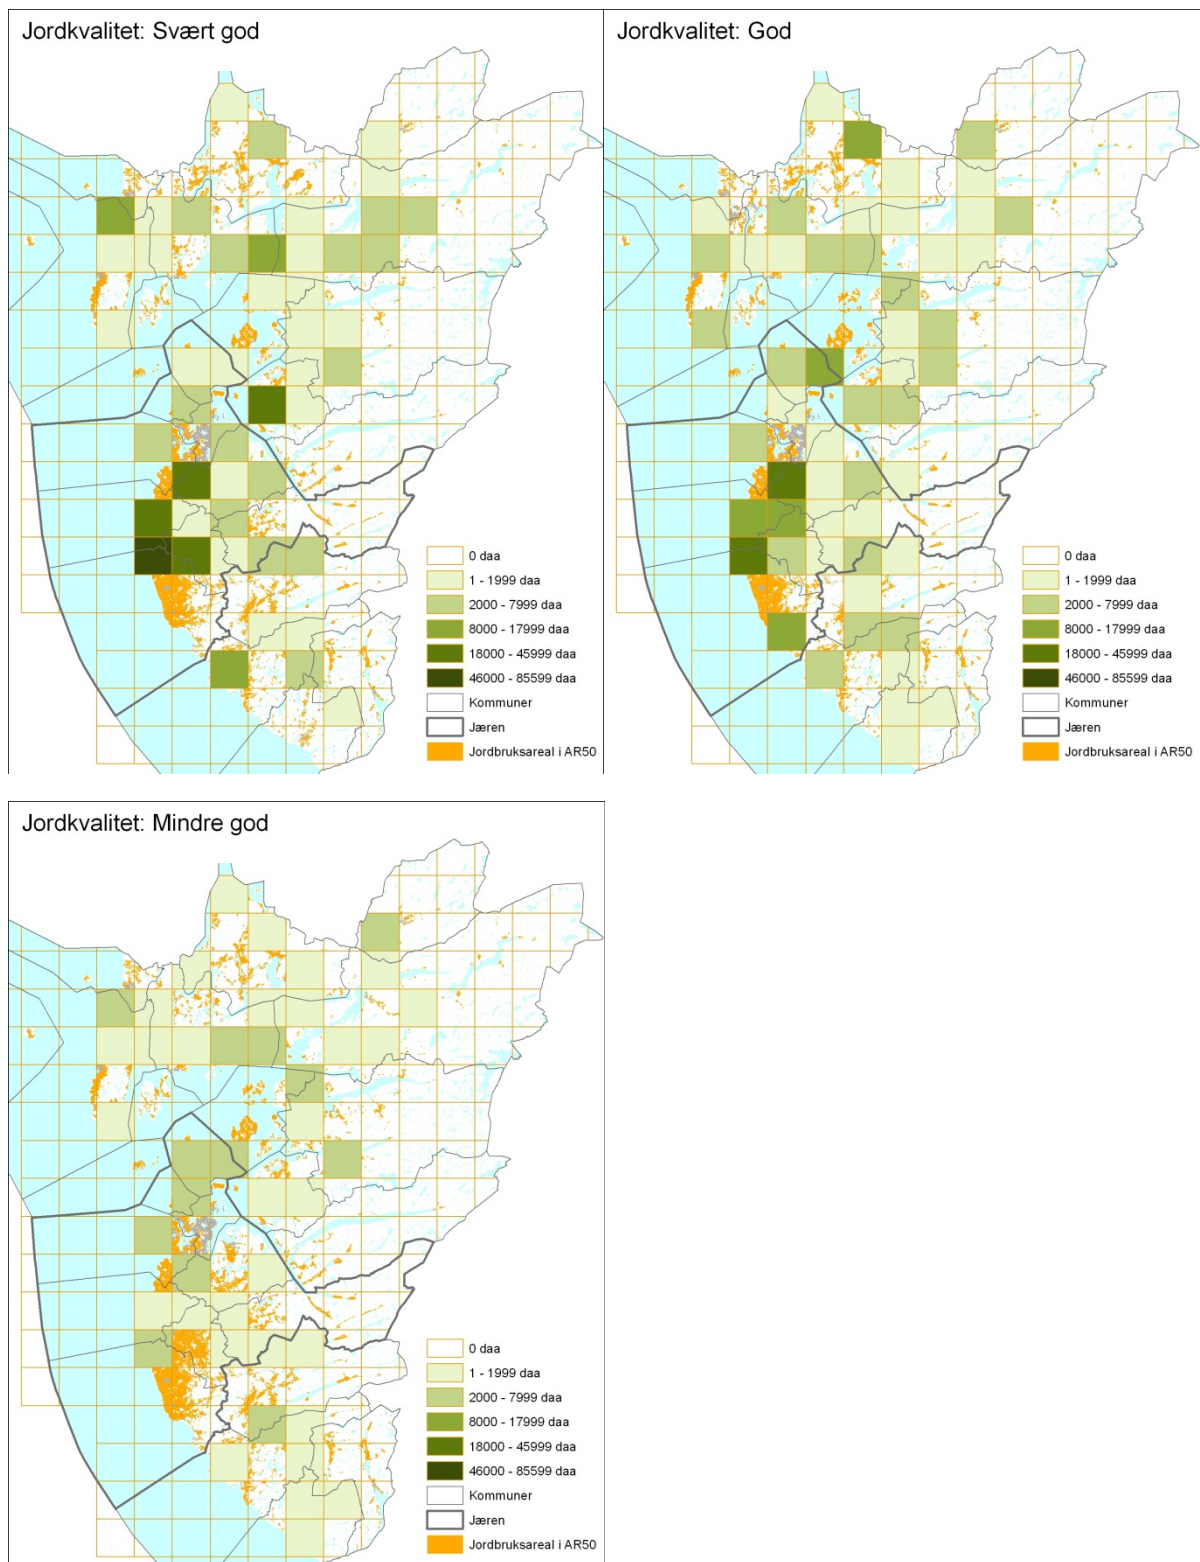 Jordkvalitet: Svært god
0 daa
1 - 1999 daa
2000 - 7999 daa
8000 - 17999 daa
18000 - 45999 daa
46000 - 85599 daa
Kommuner
Jæren
Jordbruksareal i AR50
Jordkvalitet: God
0 daa
1 - 1999 daa
2000 - 7999 daa
8000 - 17999 daa
18000 - 45999 daa
46000 - 85599 daa
Kommuner
Jæren
Jordbruksareal i AR50
Jordkvalitet: Mindre god
0 daa
1 - 1999 daa
2000 - 7999 daa
8000 - 17999 daa
18000 - 45999 daa
46000 - 85599 daa
Kommuner
Jæren
Jordbruksareal i AR50